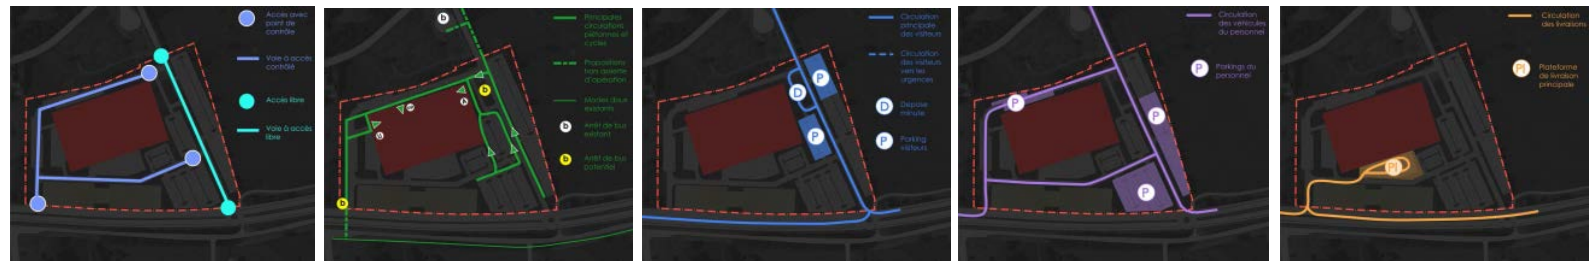 Accès avec
point de
contrôle
Voie à accès
contrôlé
Accès libre
Voie à accès
libre
b
b
b
b
Principales
circulations
piétonnes et
cycles
Propositions
hors assiette
d'opération
Modes doux
existants
b
Arrêt de bus
existant
b
Arrêt de bus
potentiel
P
D
P
Circulation
principale
des visiteurs
Circulation
des visiteurs
vers les
urgences
D
Dépose
minute
P
Parking
visiteurs
P
P
P
Circulation
des véhicules
du personnel
P
Parkings du
personnel
Pl
Circulation
des livraisons
Pl
Plateforme
de livraison
principale